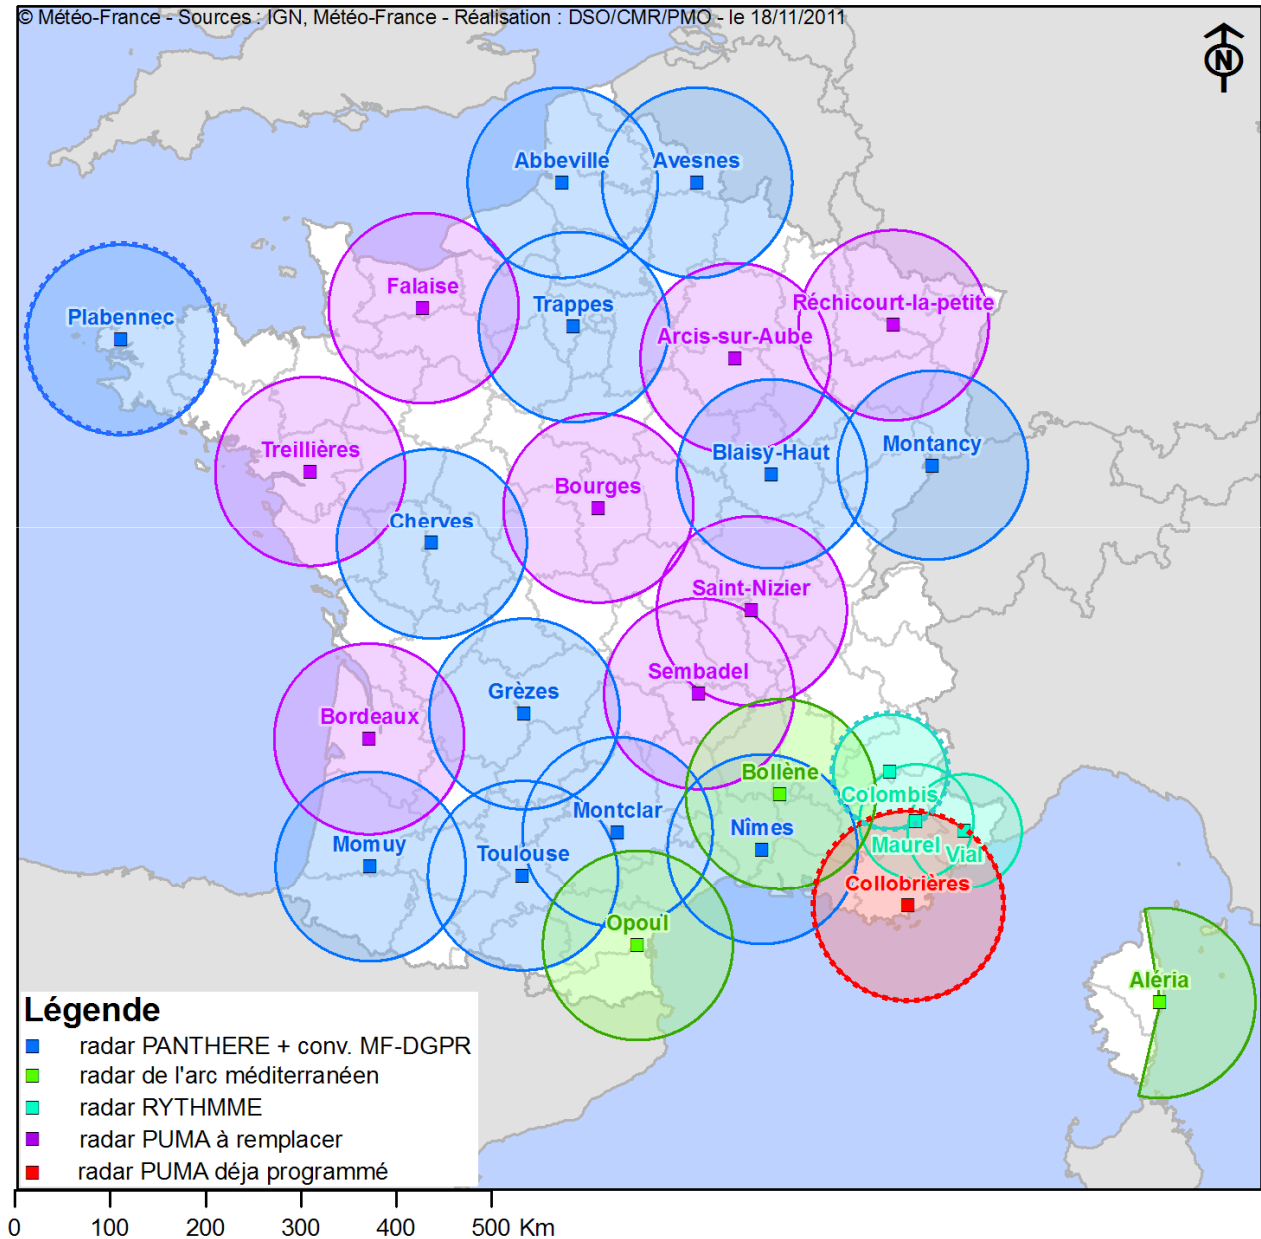 © Météo-France - Sources : IGN, Météo-France - Réalisation : DSO/CMR/PMO - le 18/11/2011
N
Abbeville
Avesnes
Falaise
Trappes
Réchicourt-la-petite
Plabennec
Arcis-sur-Aube
Treillières
Blaisy-Haut
Montancy
Bourges
Cherves
Saint-Nizier
Sembadel
Grèzes
Bordeaux
Bollène
Colombis
Montclar
Nîmes
Momuy
Toulouse
Maurel
Vial
Collobrières
Opoul
Aléria
Légende
radar PANTHERE + conv. MF-DGPR
radar de l'arc méditerranéen
radar RYTHMME
radar PUMA à remplacer
radar PUMA déja programmé
0 100 200 300 400 500 Km